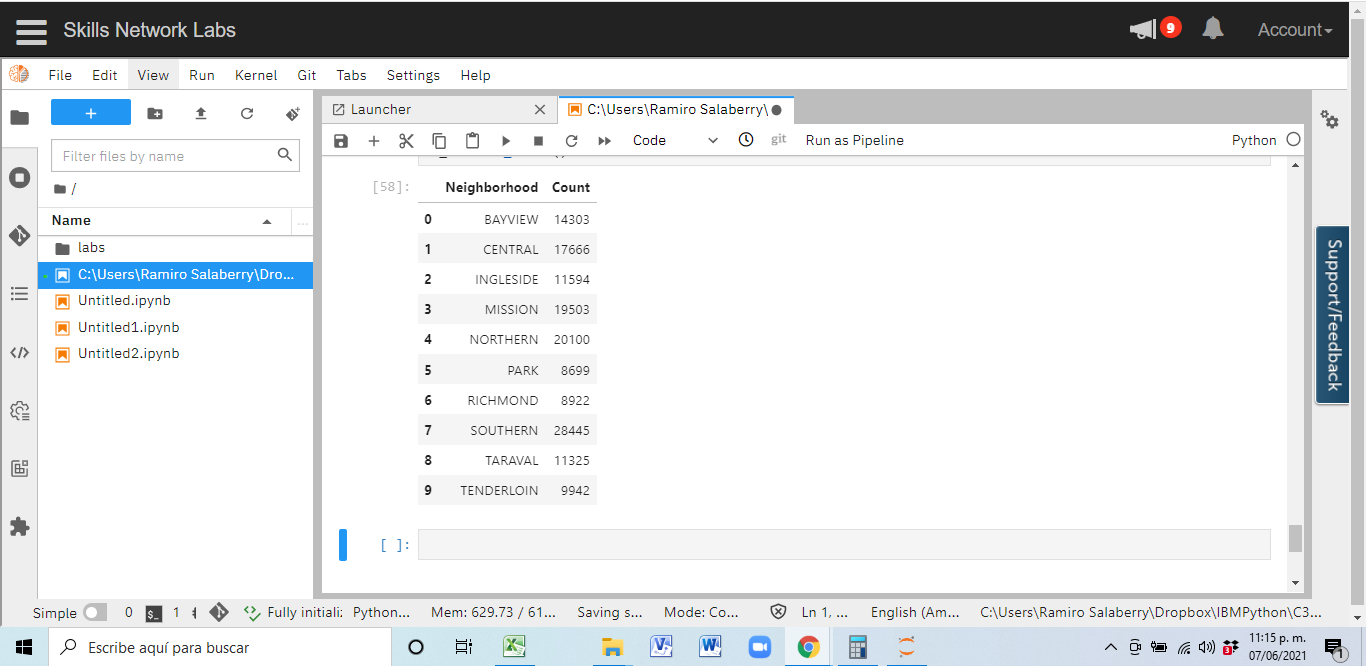 Skills Network Labs
9
Account
File Edit View Run Kernel Git Tabs Settings Help
+
Launcher
C:\Users\Ramiro Salaberry\
Code
git
Run as Pipeline
Python
Filter files by name
/
Name
...
labs
C:\Users\Ramiro Salaberry\Dro...
Untitled.ipynb
Untitled1.ipynb
Untitled2.ipynb
[58]:
Neighborhood Count
0 BAYVIEW 14303
1 CENTRAL 17666
2 INGLESIDE 11594
3 MISSION 19503
4 NORTHERN 20100
5 PARK 8699
6 RICHMOND 8922
7 SOUTHERN 28445
8 TARAVAL 11325
9 TENDERLOIN 9942
[ ]:
Support/Feedback
Simple 0 $_ 1 Fully initiali: Python... Mem: 629.73 / 61... Saving s... Mode: Co... Ln 1, ... English (Am... C:\Users\Ramiro Salaberry\Dropbox\IBMPython\C3...
Escribe aquí para buscar
11:15 p. m.
07/06/2021
3
1